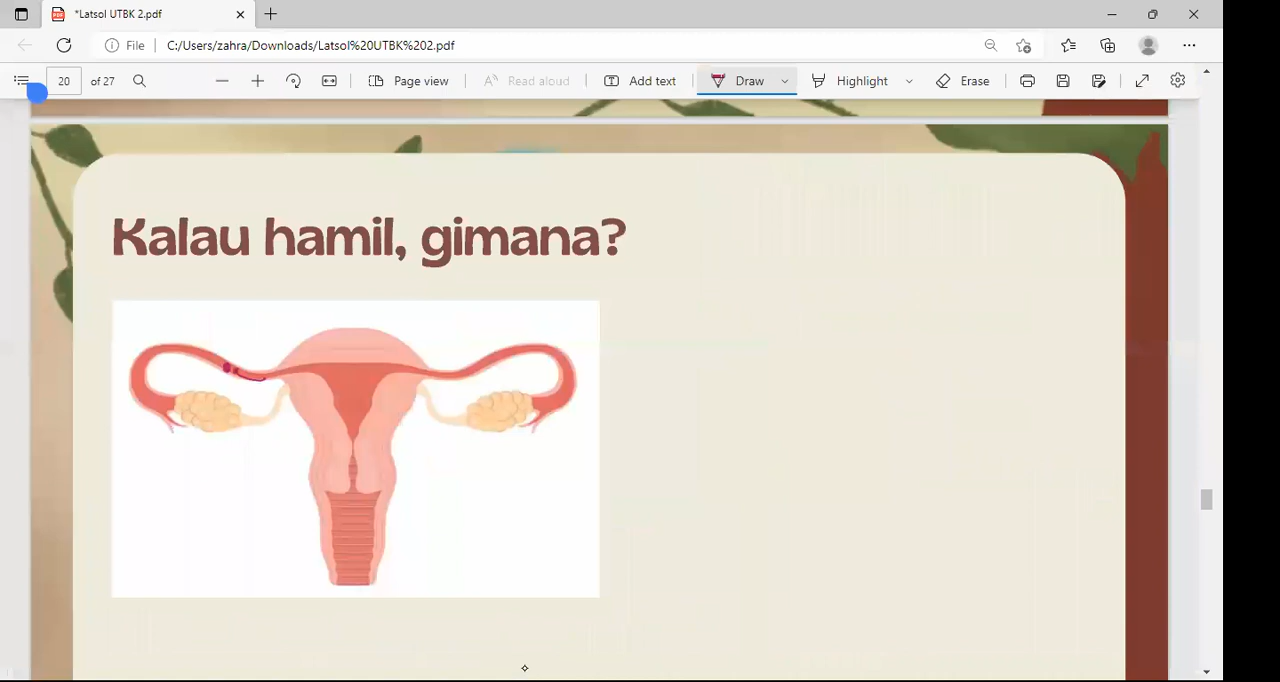 *Latsol UTBK 2.pdf
File C:/Users/zahra/Downloads/Latsol%20UTBK%202.pdf
20 of 27 Page view Read aloud Add text Draw Highlight Erase
Kalau hamil, gimana?